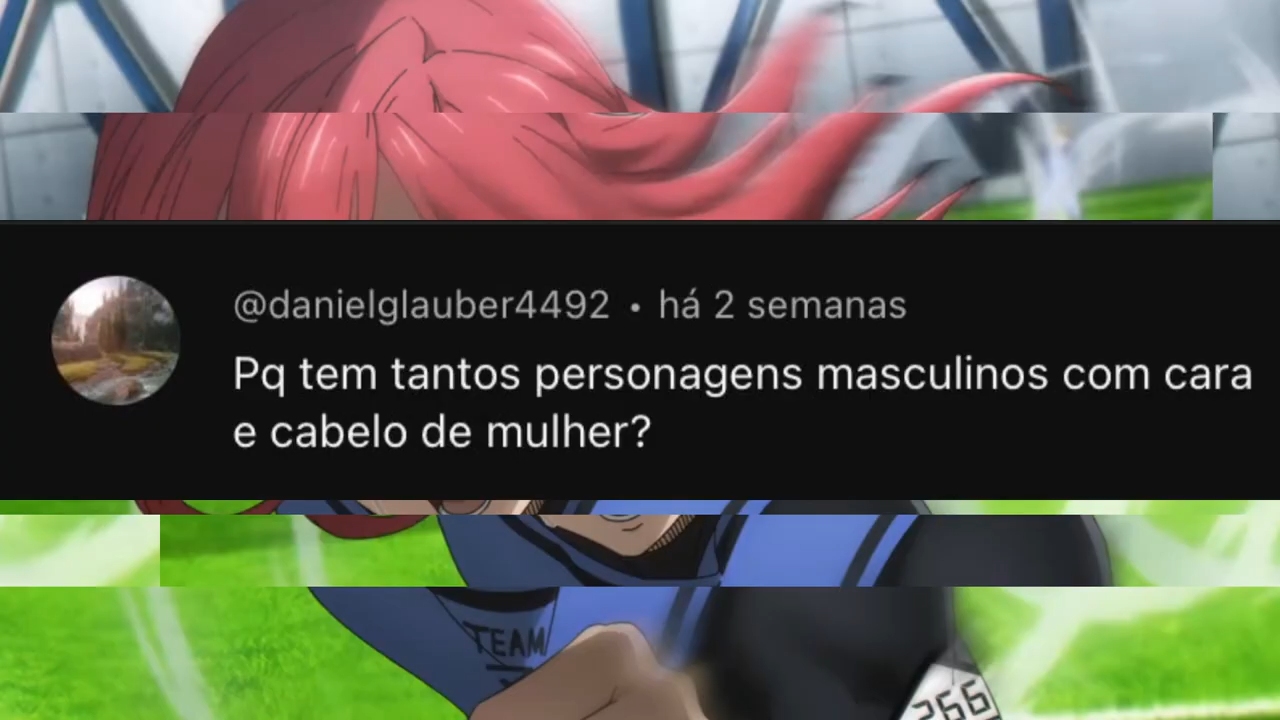 @danielglauber4492 • há 2 semanas
Pq tem tantos personagens masculinos com cara
e cabelo de mulher?
TEAM
266